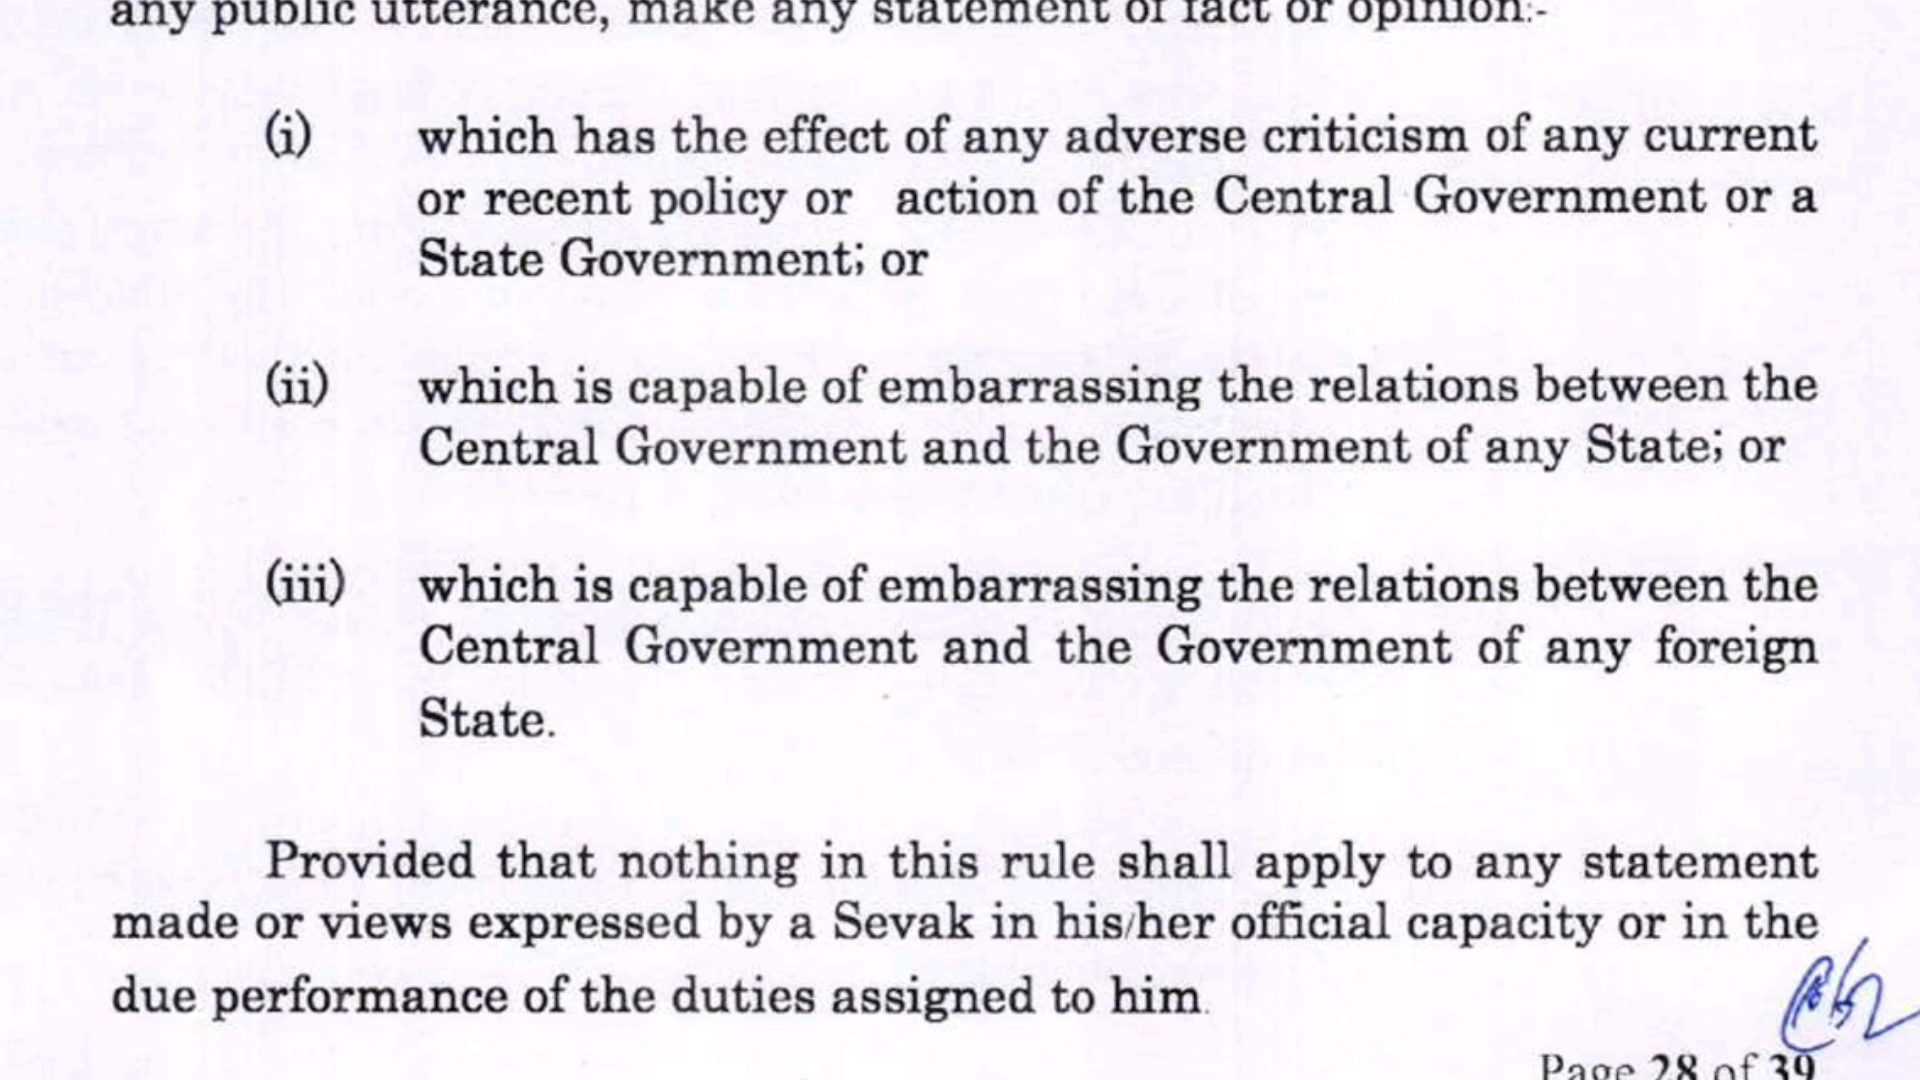 any public utterance, make any statement of fact or opinion:-
(i) which has the effect of any adverse criticism of any current
or recent policy or action of the Central Government or a
State Government; or
(ii) which is capable of embarrassing the relations between the
Central Government and the Government of any State; or
(iii) which is capable of embarrassing the relations between the
Central Government and the Government of any foreign
State.
Provided that nothing in this rule shall apply to any statement
made or views expressed by a Sevak in his/her official capacity or in the
due performance of the duties assigned to him.
Page 28 of 39